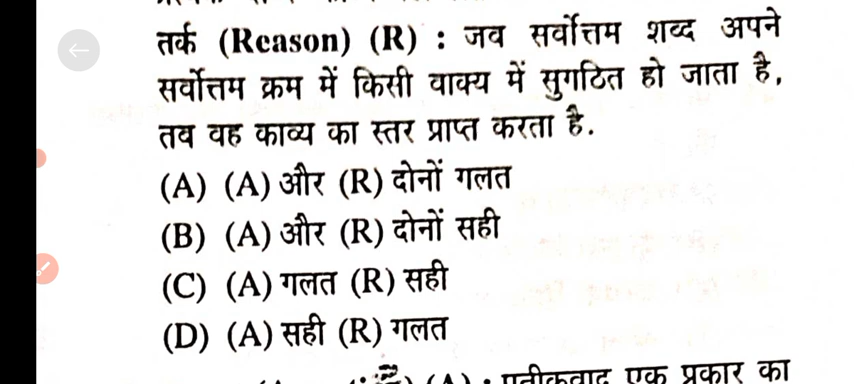 तर्क (Reason) (R) : जब सर्वोत्तम शब्द अपने
सर्वोत्तम क्रम में किसी वाक्य में सुगठित हो जाता है,
तब वह काव्य का स्तर प्राप्त करता है.
(A) (A) और (R) दोनों गलत
(B) (A) और (R) दोनों सही
(C) (A) गलत (R) सही
(D) (A) सही (R) गलत
(A) : प्रतीकवाद एक प्रकार का